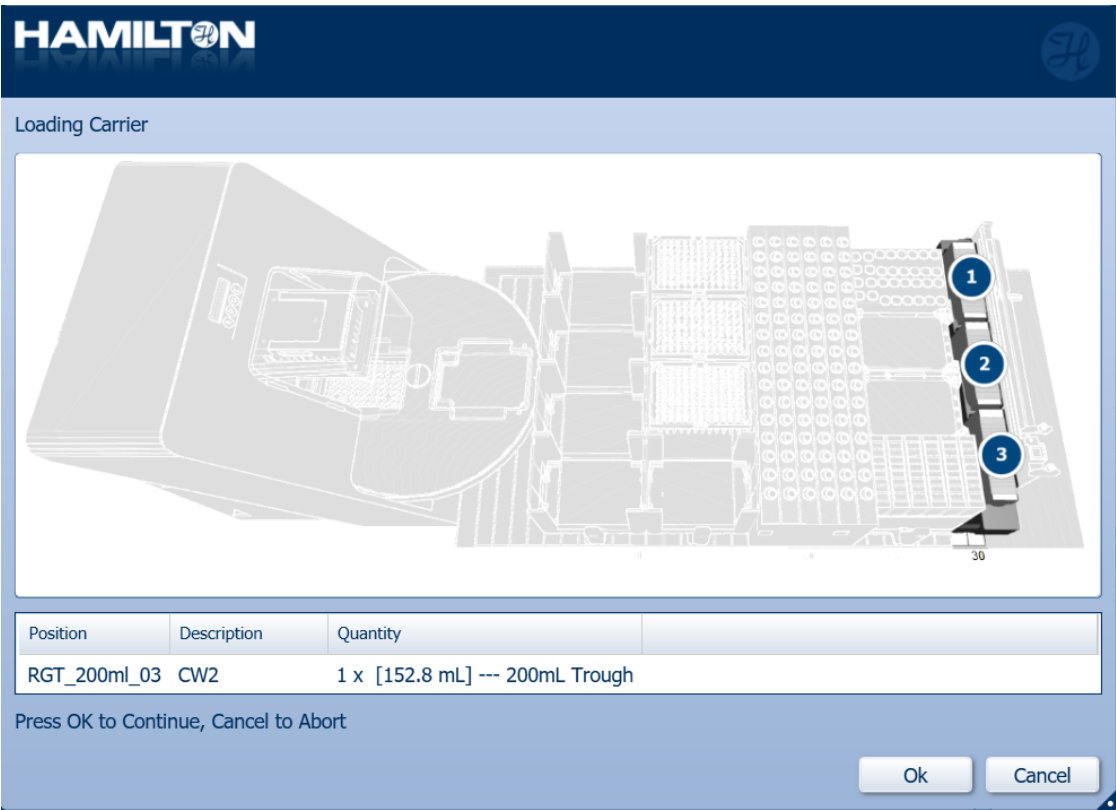 HAMILTON
Loading Carrier
1
2
3
30
Position Description Quantity
RGT_200ml_03 CW2 1 x [152.8 mL] --- 200mL Trough
Press OK to Continue, Cancel to Abort
Ok Cancel